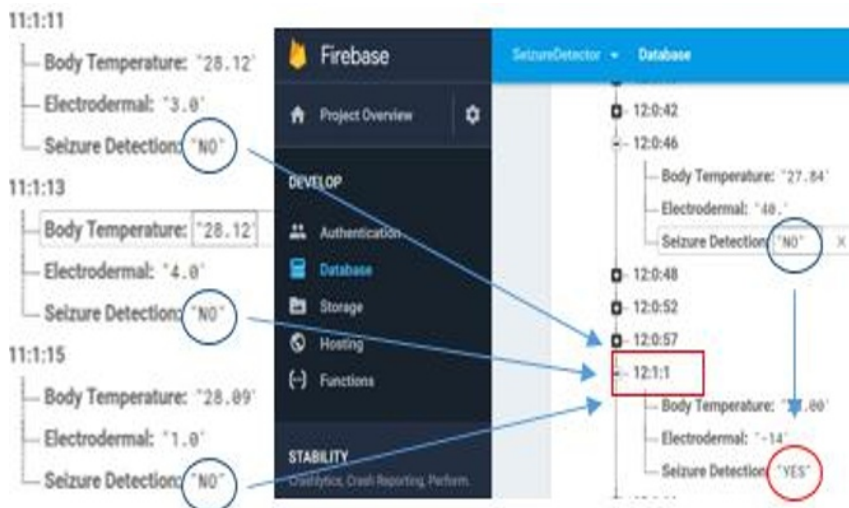 11:1:11
Body Temperature: "28.12"
Electrodermal: "3.0"
Seizure Detection: "NO"
11:1:13
Body Temperature: "28.12"
Electrodermal: "4.0"
Seizure Detection: "NO"
11:1:15
Body Temperature: "28.09"
Electrodermal: "1.0"
Seizure Detection: "NO"
Firebase
Project Overview
DEVELOP
Authentication
Database
Storage
Hosting
Functions
STABILITY
Crashlytics, Crash Reporting, Perform.
SeizureDetector Database
12:0:42
12:0:46
Body Temperature: "27.84"
Electrodermal: "40."
Seizure Detection: "NO" ×
12:0:48
12:0:52
12:0:57
12:1:1
Body Temperature:
Electrodermal: "-14"
Seizure Detection: "YES"